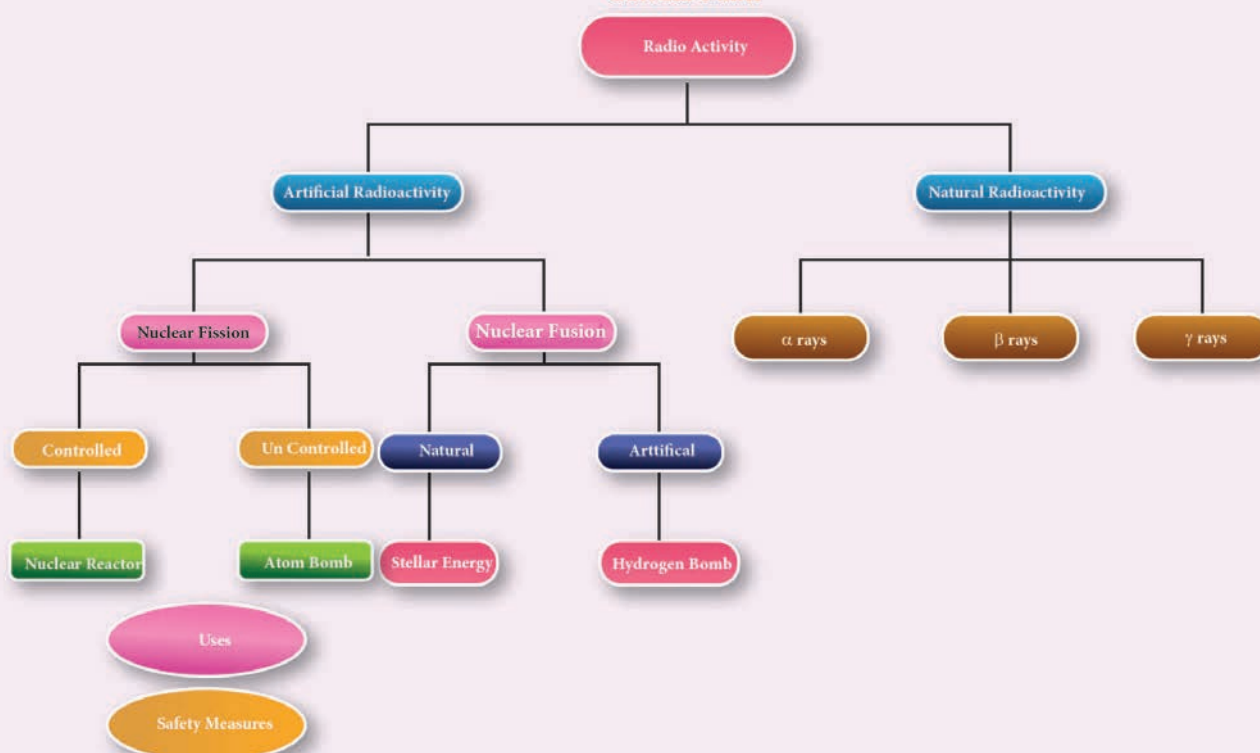 Radio Activity
Artificial Radioactivity
Natural Radioactivity
Nuclear Fission
Nuclear Fusion
α rays
β rays
γ rays
Controlled
Un Controlled
Natural
Arttifical
Nuclear Reactor
Atom Bomb
Stellar Energy
Hydrogen Bomb
Uses
Safety Measures